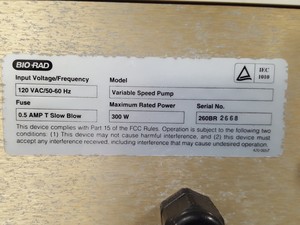 BIO-RAD
IEC
1010
Input Voltage/Frequency Model
120 VAC/50-60 Hz Variable Speed Pump
Fuse Maximum Rated Power Serial No.
0.5 AMP T Slow Blow 300 W 260BR 2668
This device complies with Part 15 of the FCC Rules. Operation is subject to the following two
conditions: (1) This device may not cause harmful interference, and (2) this device must
accept any interference received, including interference that may cause undesired operation.